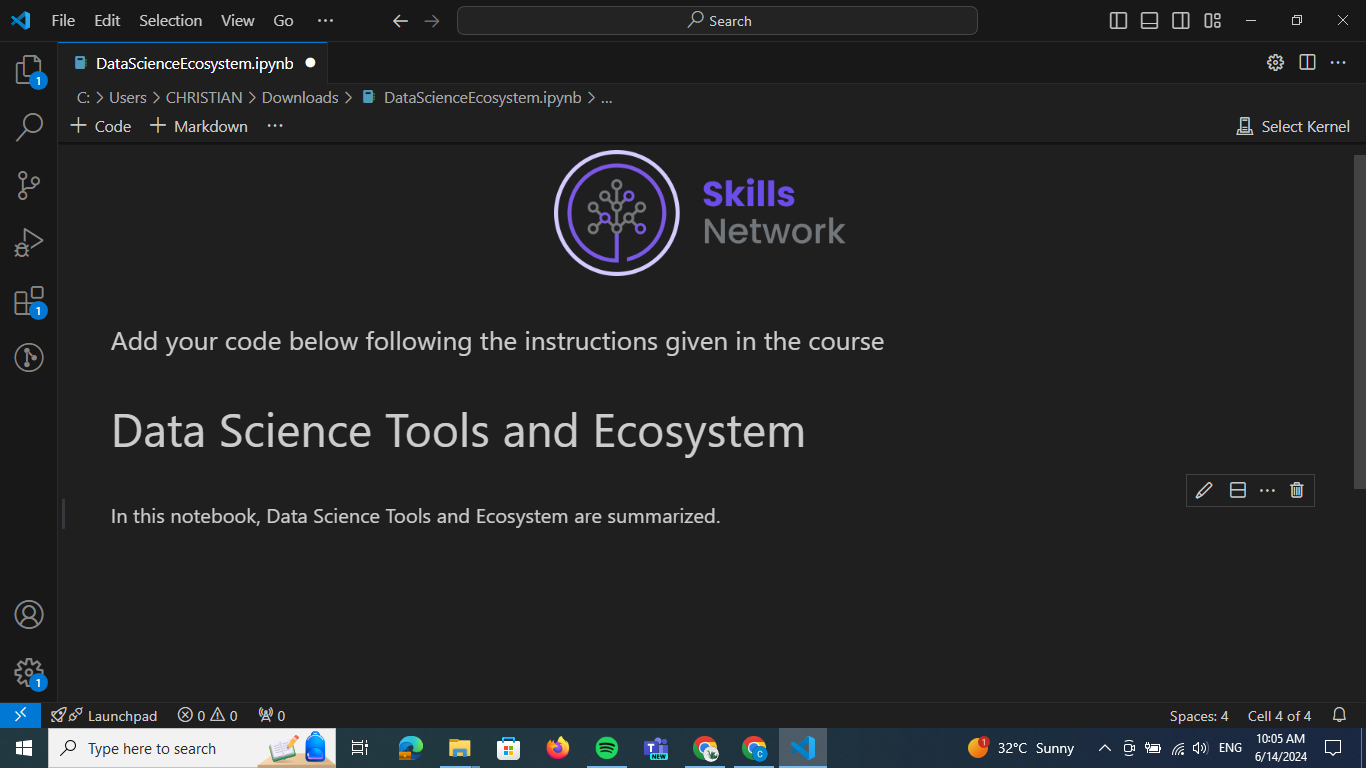 File Edit Selection View Go ··· Search
DataScienceEcosystem.ipynb
C: > Users > CHRISTIAN > Downloads > DataScienceEcosystem.ipynb > ...
+ Code + Markdown ··· Select Kernel
Skills
Network
Add your code below following the instructions given in the course
Data Science Tools and Ecosystem
In this notebook, Data Science Tools and Ecosystem are summarized.
1
1
1
Launchpad 0 0 0 Spaces: 4 Cell 4 of 4
Type here to search NEW C 1 32°C Sunny ENG 10:05 AM
6/14/2024